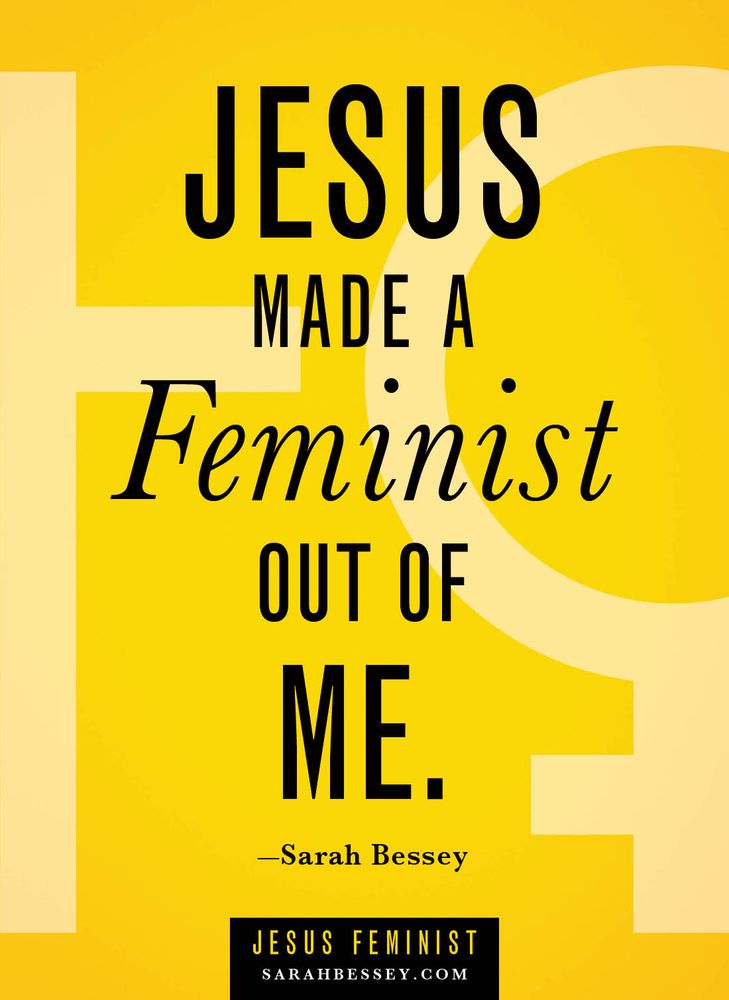 JESUS
MADE A
Feminist
OUT OF
ME.
—Sarah Bessey
JESUS FEMINIST
SARAHBESSEY.COM